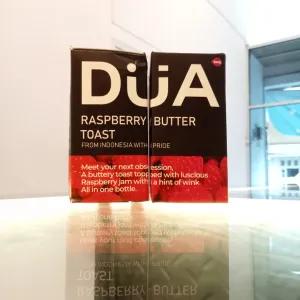 DüA
RASPBERRY BUTTER
TOAST
FROM INDONESIA WITH PRIDE
Meet your next obsession,
A buttery toast topped with luscious
Raspberry jam with a hint of wink
All in one bottle.